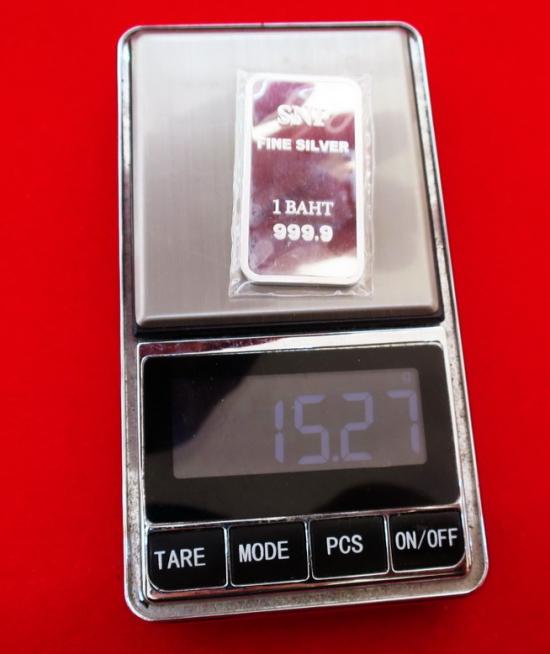 SNP
FINE SILVER
1 BAHT
999.9
15.27
TARE MODE PCS ON/OFF